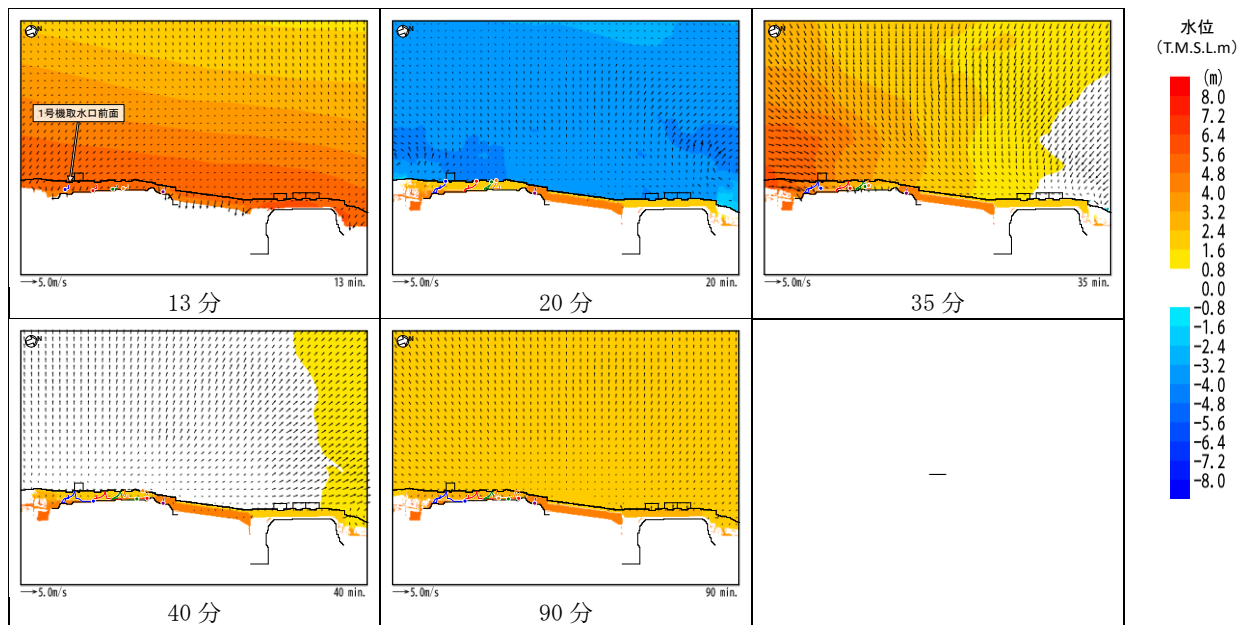 N
1号機取水口前面
→5.0m/s
13 min.
13 分
N
→5.0m/s
20 min.
20 分
N
→5.0m/s
35 min.
35 分
N
→5.0m/s
40 min.
40 分
N
→5.0m/s
90 min.
90 分
—
水位
(T.M.S.L.m)
(m)
8.0
7.2
6.4
5.6
4.8
4.0
3.2
2.4
1.6
0.8
0.0
-0.8
-1.6
-2.4
-3.2
-4.0
-4.8
-5.6
-6.4
-7.2
-8.0